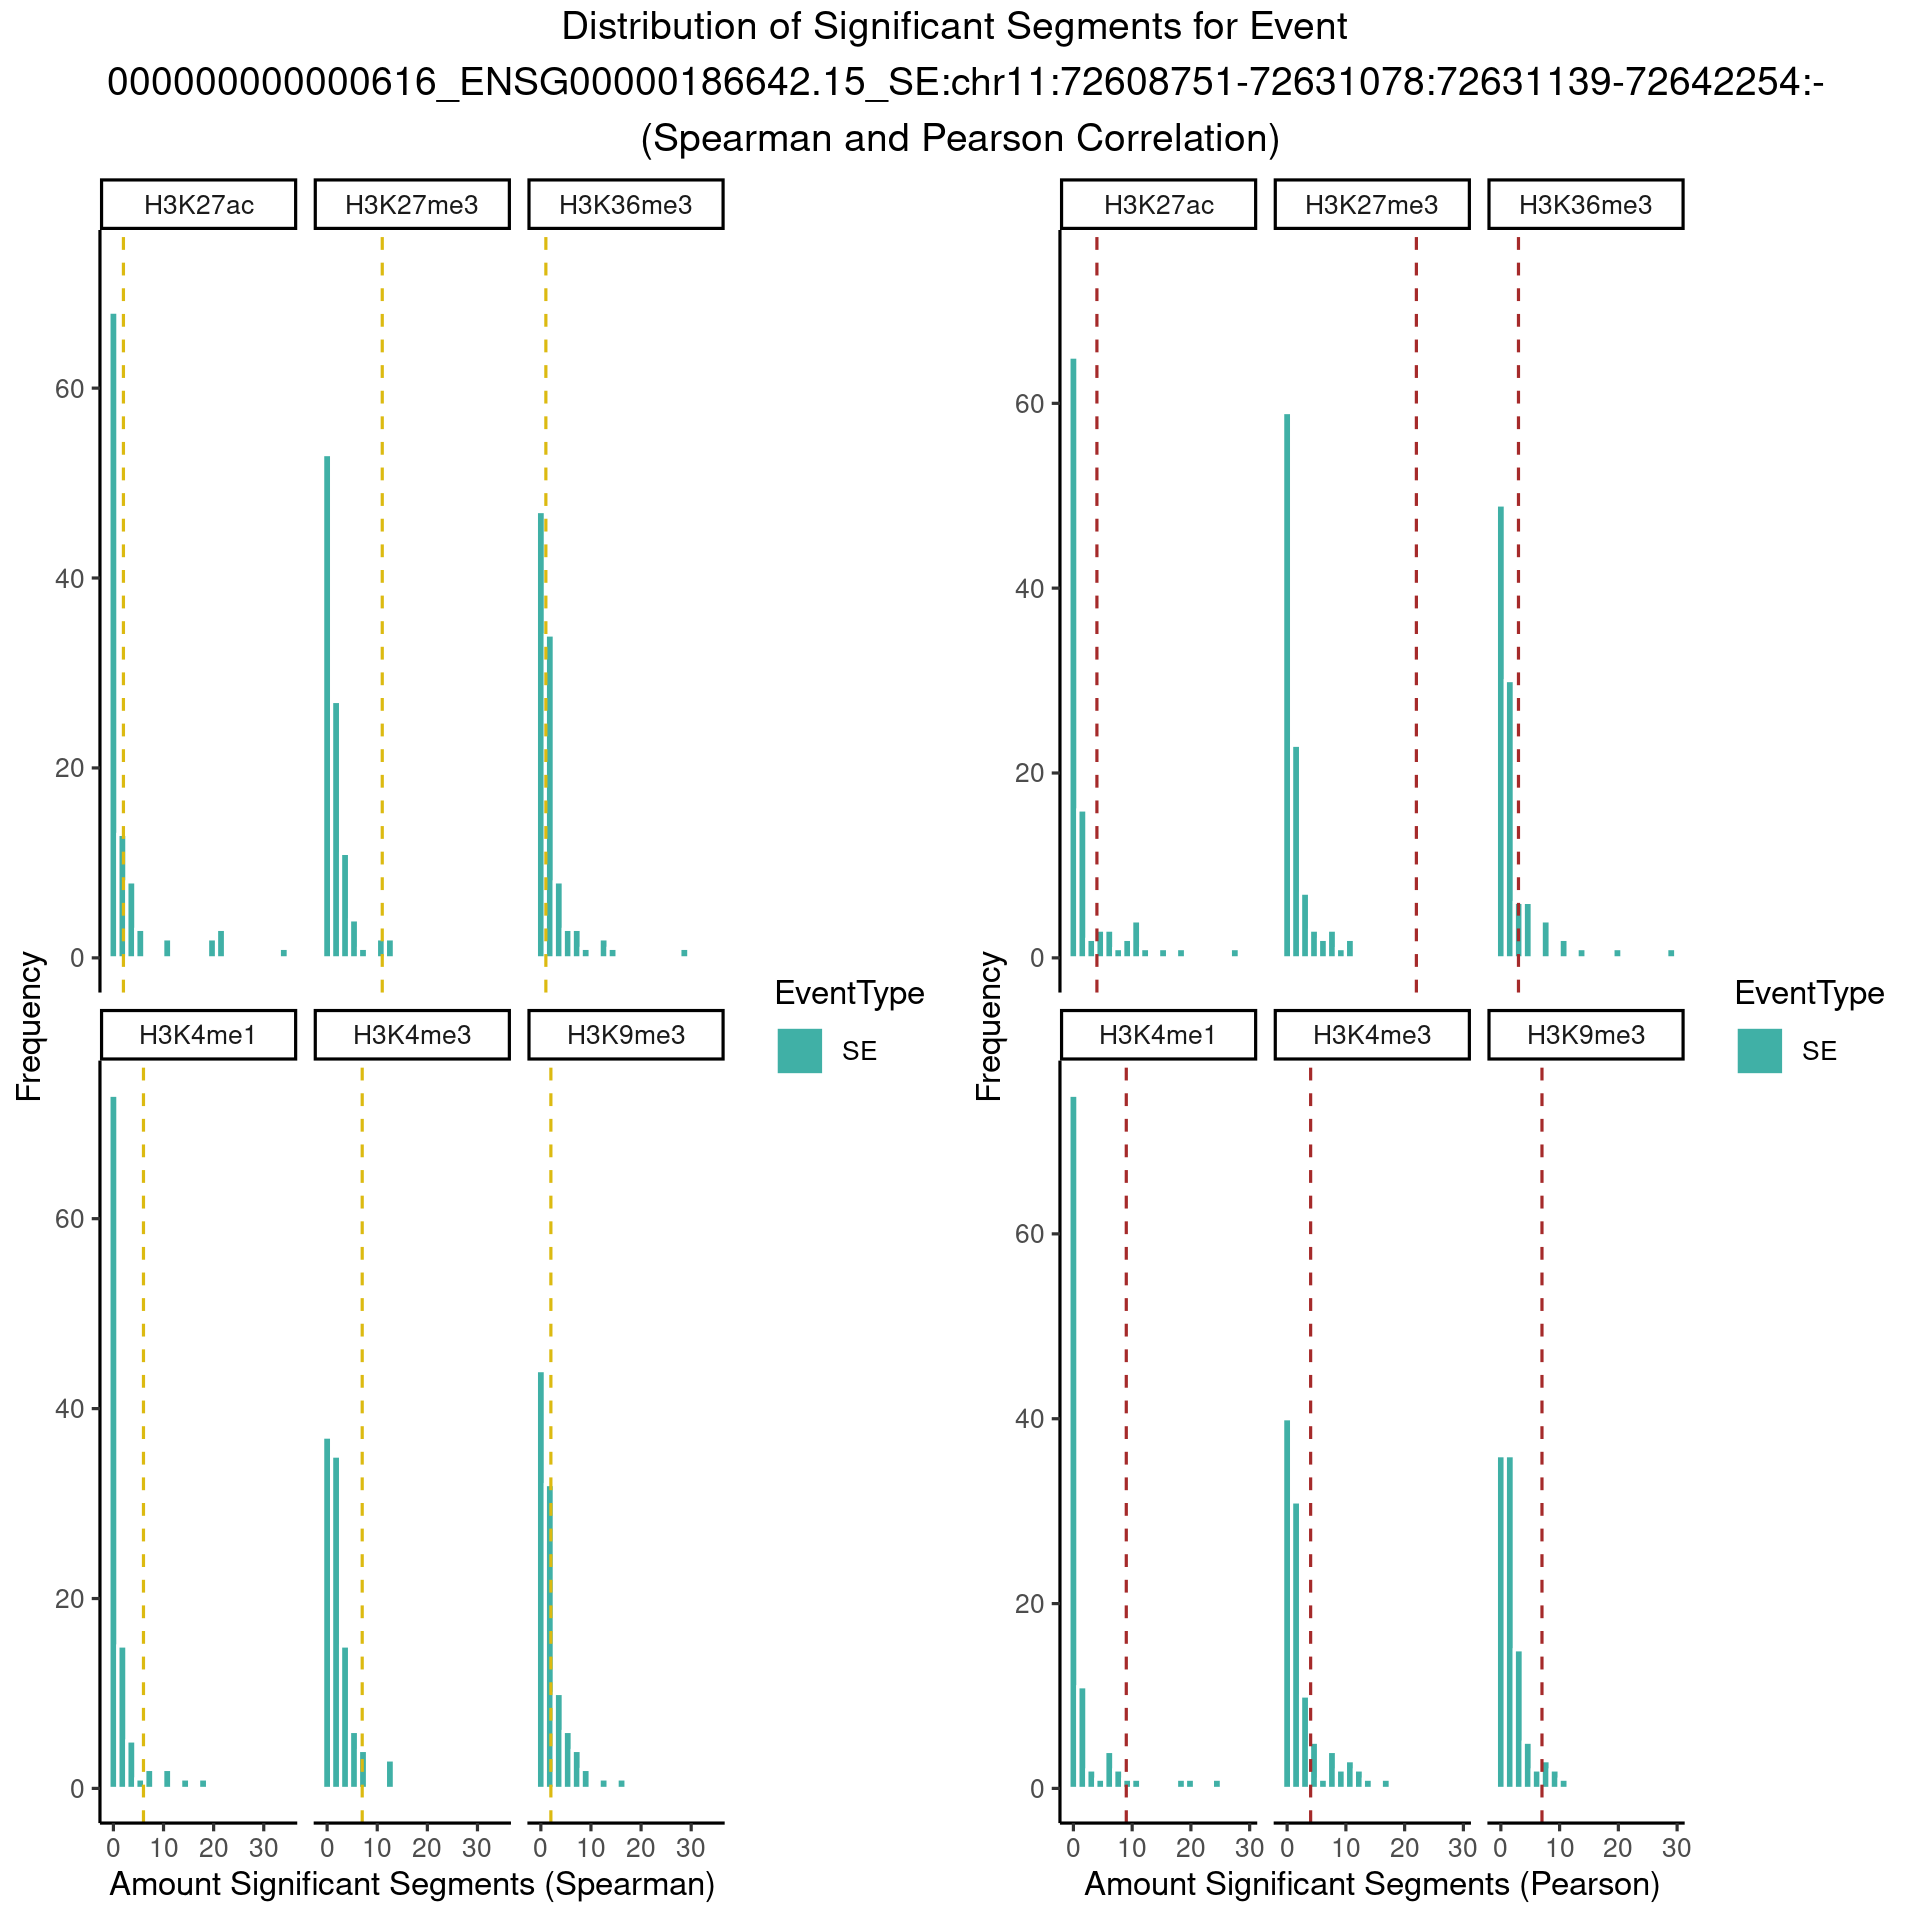 Distribution of Significant Segments for Event
000000000000616_ENSG00000186642.15_SE:chr11:72608751-72631078:72631139-72642254:-
(Spearman and Pearson Correlation)
H3K27ac H3K27me3 H3K36me3
60
40
20
0
H3K4me1 H3K4me3 H3K9me3
60
40
20
0
0 10 20 30 0 10 20 30 0 10 20 30
Frequency
Amount Significant Segments (Spearman)
EventType
SE
H3K27ac H3K27me3 H3K36me3
60
40
20
0
H3K4me1 H3K4me3 H3K9me3
60
40
20
0
0 10 20 30 0 10 20 30 0 10 20 30
Frequency
Amount Significant Segments (Pearson)
EventType
SE